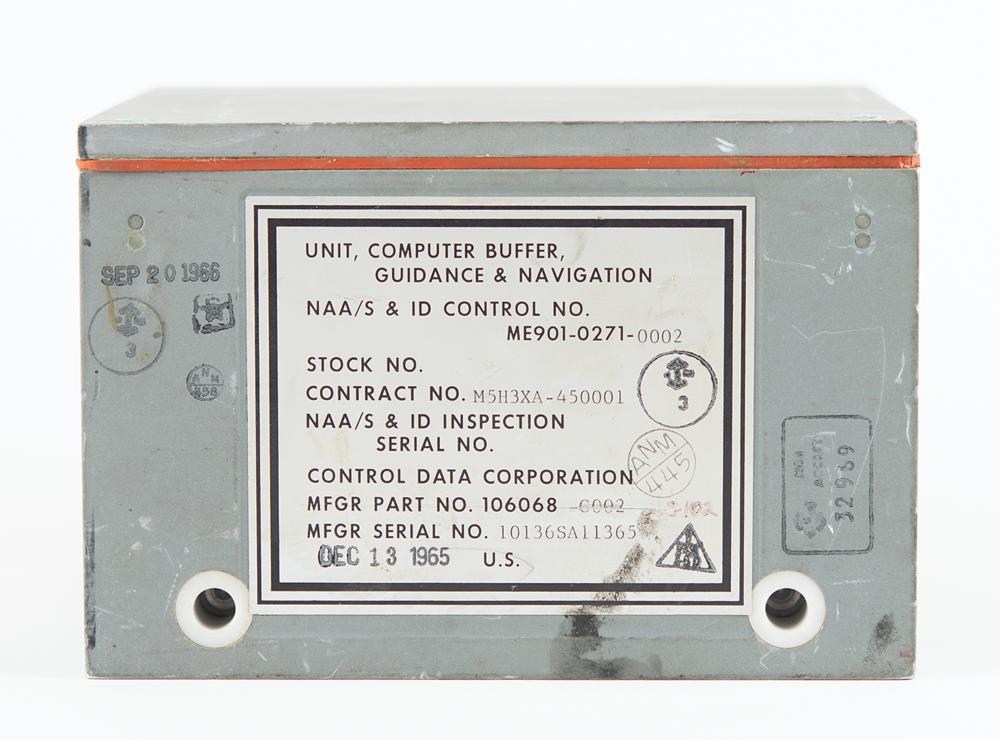 UNIT, COMPUTER BUFFER,
GUIDANCE & NAVIGATION
NAA/S & ID CONTROL NO.
ME901-0271-0002
STOCK NO.
CONTRACT NO. M5H3XA-450001
NAA/S & ID INSPECTION
SERIAL NO.
CONTROL DATA CORPORATION
MFGR PART NO. 106068 -C002
MFGR SERIAL NO. 10136SA11365
DEC 13 1965 U.S.
SEP 20 1966
3
3
ANM
445
32969